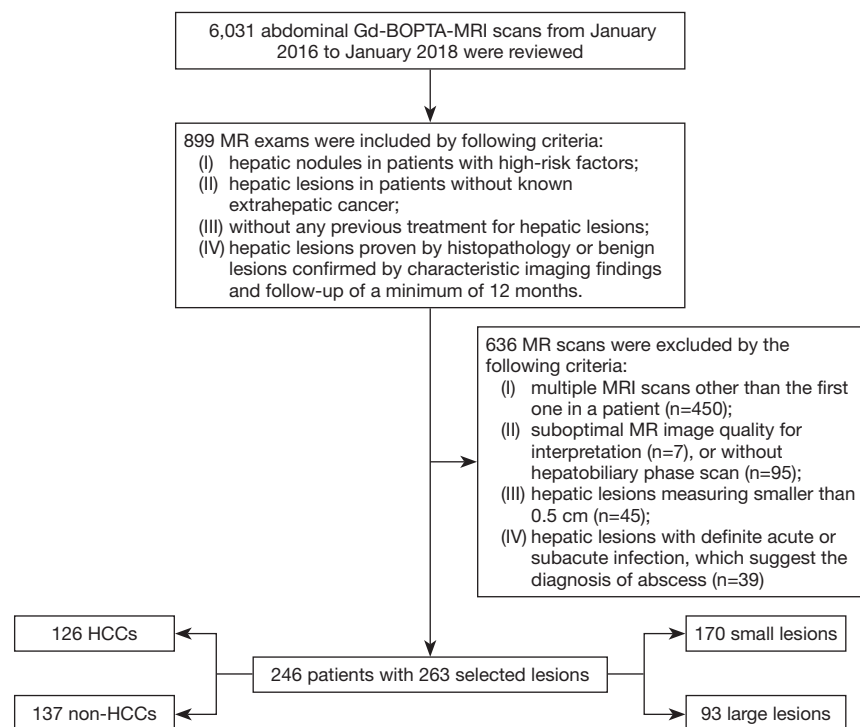 6,031 abdominal Gd-BOPTA-MRI scans from January
2016 to January 2018 were reviewed
899 MR exams were included by following criteria:
(I) hepatic nodules in patients with high-risk factors;
(II) hepatic lesions in patients without known
extrahepatic cancer;
(III) without any previous treatment for hepatic lesions;
(IV) hepatic lesions proven by histopathology or benign
lesions confirmed by characteristic imaging findings
and follow-up of a minimum of 12 months.
636 MR scans were excluded by the
following criteria:
(I) multiple MRI scans other than the first
one in a patient (n=450);
(II) suboptimal MR image quality for
interpretation (n=7), or without
hepatobiliary phase scan (n=95);
(III) hepatic lesions measuring smaller than
0.5 cm (n=45);
(IV) hepatic lesions with definite acute or
subacute infection, which suggest the
diagnosis of abscess (n=39)
126 HCCs
170 small lesions
246 patients with 263 selected lesions
137 non-HCCs
93 large lesions